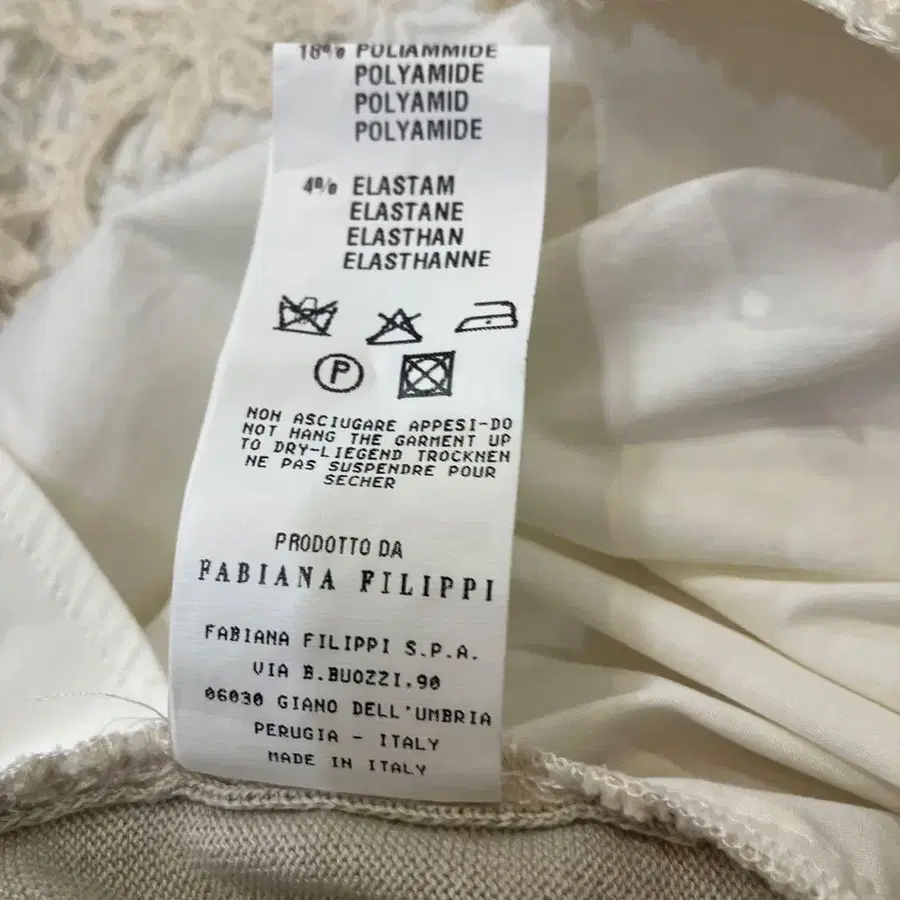 18% POLIAMMIDE
POLYAMIDE
POLYAMID
POLYAMIDE
4% ELASTAM
ELASTANE
ELASTHAN
ELASTHANNE
P
NON ASCIUGARE APPESI-DO
NOT HANG THE GARMENT UP
TO DRY-LIEGEND TROCKNEN
NE PAS SUSPENDRE POUR
SECHER
PRODOTTO DA
FABIANA FILIPPI
FABIANA FILIPPI S.P.A.
VIA B.BUOZZI,90
06030 GIANO DELL'UMBRIA
PERUGIA - ITALY
MADE IN ITALY